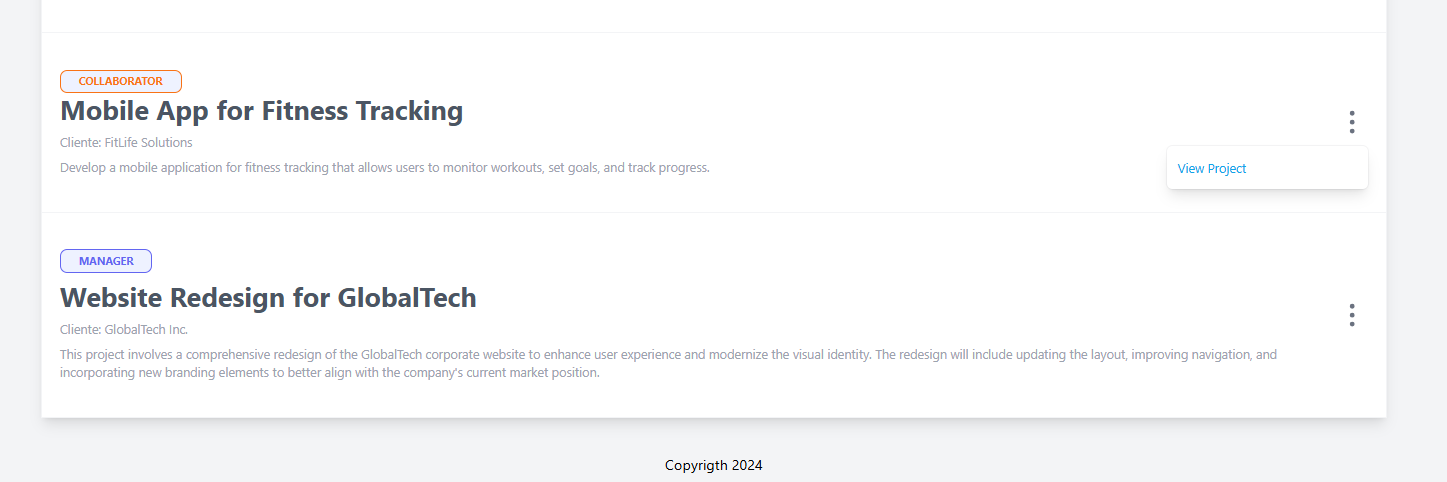 COLLABORATOR
Mobile App for Fitness Tracking
Cliente: FitLife Solutions
Develop a mobile application for fitness tracking that allows users to monitor workouts, set goals, and track progress.
View Project
MANAGER
Website Redesign for GlobalTech
Cliente: GlobalTech Inc.
This project involves a comprehensive redesign of the GlobalTech corporate website to enhance user experience and modernize the visual identity. The redesign will include updating the layout, improving navigation, and
incorporating new branding elements to better align with the company's current market position.
Copyrigth 2024